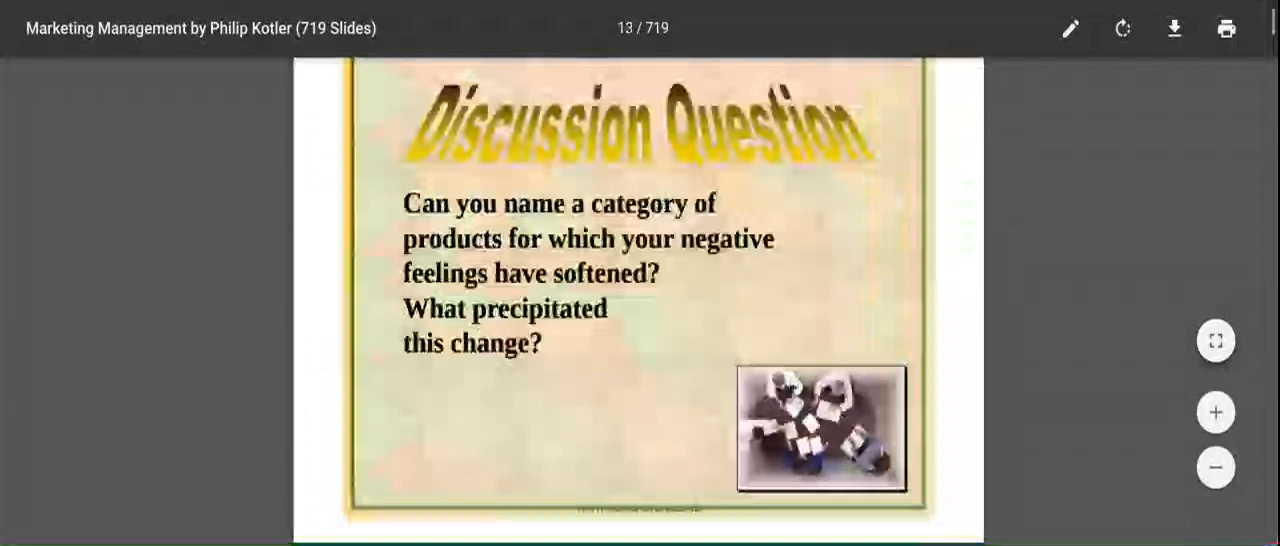 Marketing Management by Philip Kotler (719 Slides)
13 / 719
Discussion Question
Can you name a category of
products for which your negative
feelings have softened?
What precipitated
this change?